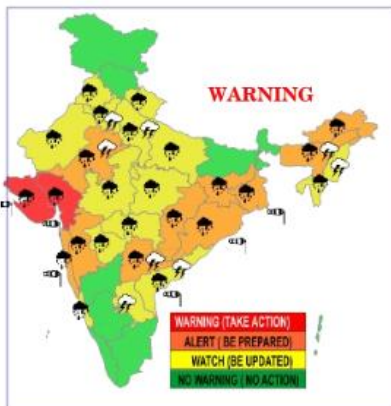 WARNING
WARNING (TAKE ACTION)
ALERT ( BE PREPARED)
WATCH (BE UPDATED)
NO WARNING ( NO ACTION)